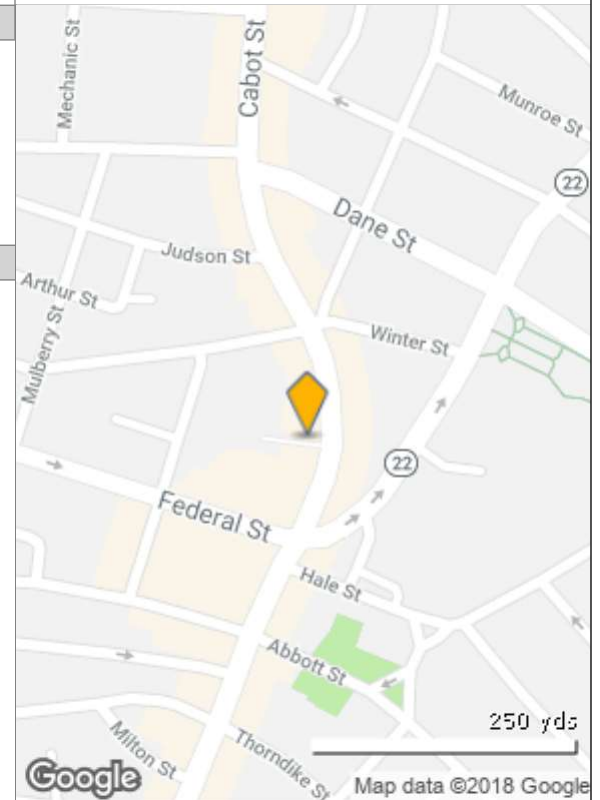 Mechanic St
Cabot St
Munroe St
22
Dane St
Judson St
Arthur St
Winter St
Mulberry St
22
Federal St
Hale St
Abbott St
250 yds
Milton St
Thorndike St
Google
Map data ©2018 Google